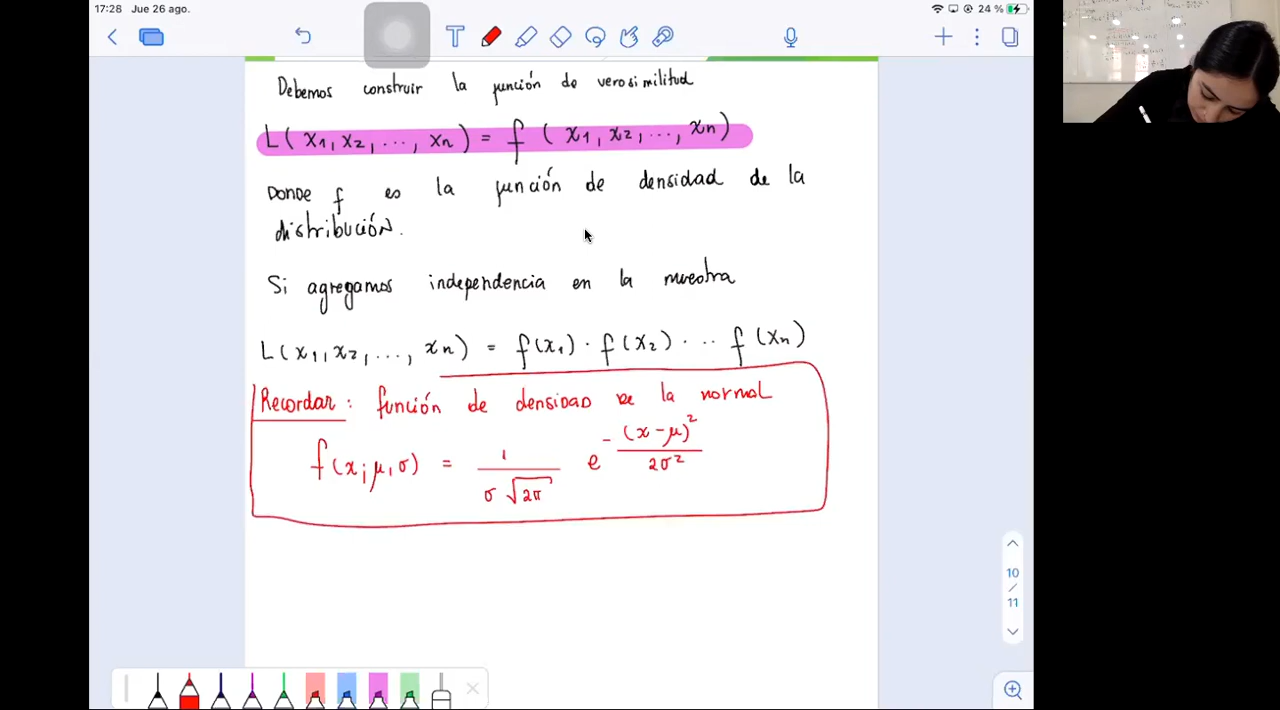 17:28 Jue 26 ago.
24 %
Debemos construir la función de verosimilitud
L(x1, x2, ..., xn) = f (x1, x2, ..., xn)
Donde f es la función de densidad de la
distribución.
Si agregamos independencia en la muestra
L(x1, x2, ..., xn) = f(x1) · f(x2) · ·· f(xn)
Recordar: función de densidad de la normal
f(x; μ, σ) = 1 / (σ √2π) e^(-(x-μ)² / 2σ²)
10
/
11